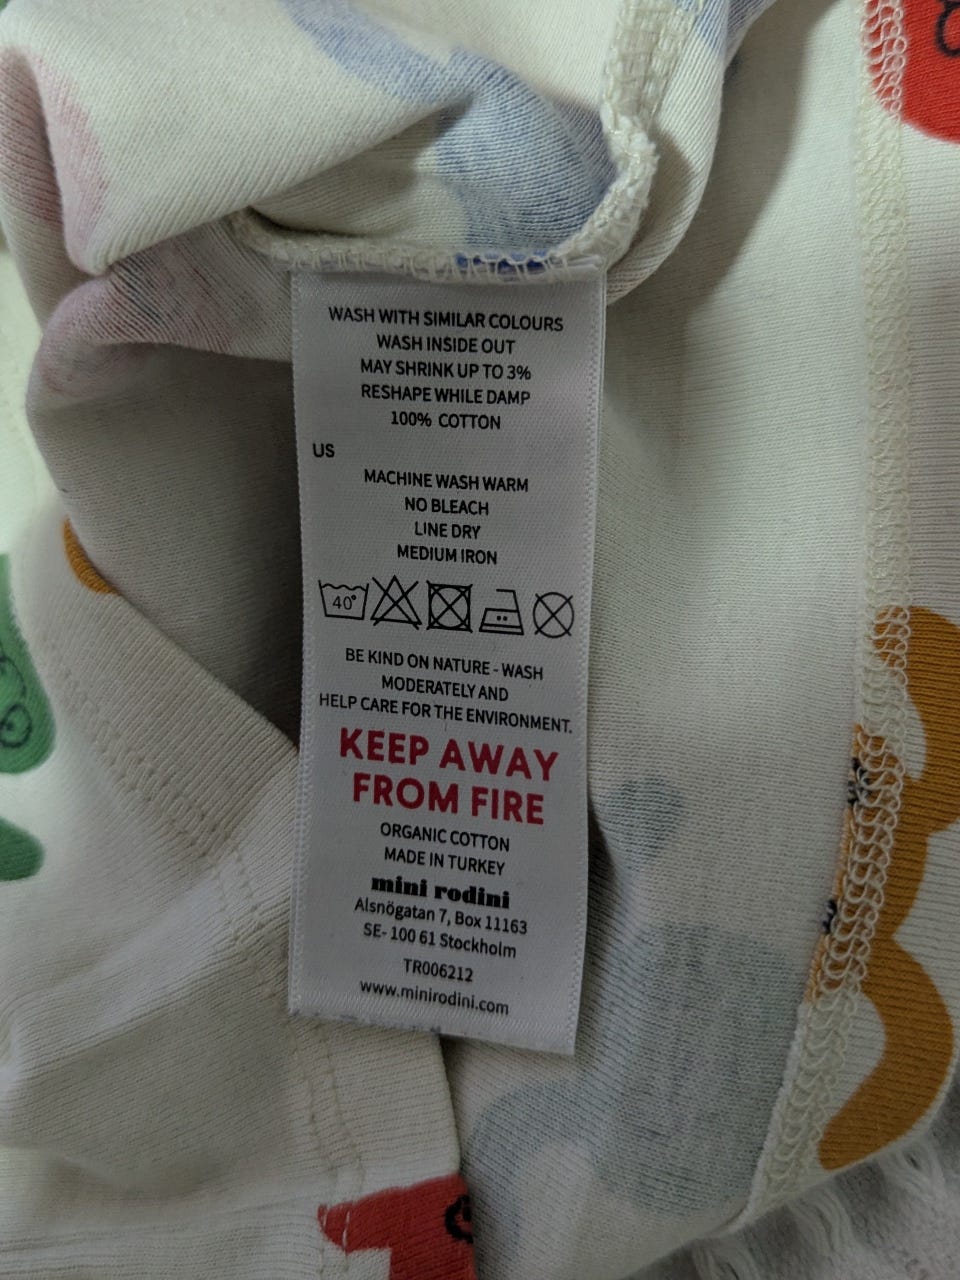 WASH WITH SIMILAR COLOURS
WASH INSIDE OUT
MAY SHRINK UP TO 3%
RESHAPE WHILE DAMP
100% COTTON
US
MACHINE WASH WARM
NO BLEACH
LINE DRY
MEDIUM IRON
40°
BE KIND ON NATURE - WASH
MODERATELY AND
HELP CARE FOR THE ENVIRONMENT.
KEEP AWAY
FROM FIRE
ORGANIC COTTON
MADE IN TURKEY
mini rodini
Alsnögatan 7, Box 11163
SE- 100 61 Stockholm
TR006212
www.minirodini.com